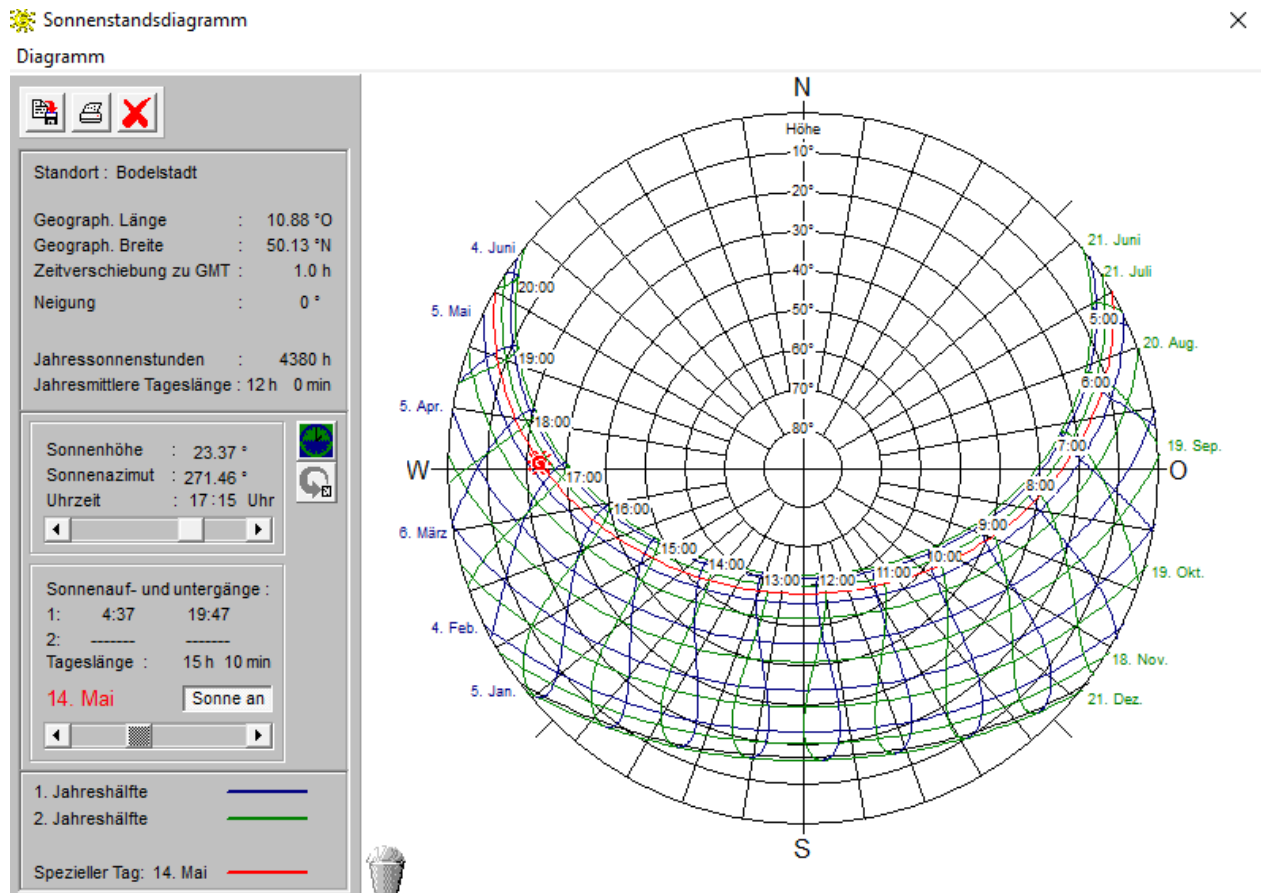 Sonnenstandsdiagramm
Diagramm
Standort : Bodelstadt
Geograph. Länge : 10.88 °O
Geograph. Breite : 50.13 °N
Zeitverschiebung zu GMT : 1.0 h
Neigung : 0 °
Jahressonnenstunden : 4380 h
Jahresmittlere Tageslänge : 12 h 0 min
Sonnenhöhe : 23.37 °
Sonnenazimut : 271.46 °
Uhrzeit : 17:15 Uhr
Sonnenauf- und untergänge :
1: 4:37 19:47
2: ------- -------
Tageslänge : 15 h 10 min
14. Mai Sonne an
1. Jahreshälfte
2. Jahreshälfte
Spezieller Tag: 14. Mai
N
Höhe
10°
20°
30°
40°
50°
60°
70°
80°
4. Juni
5. Mai
5. Apr.
W
6. März
4. Feb.
5. Jan.
21. Juni
21. Juli
20. Aug.
19. Sep.
O
19. Okt.
18. Nov.
21. Dez.
20:00
19:00
18:00
17:00
16:00
15:00
14:00
13:00
12:00
11:00
10:00
9:00
8:00
7:00
6:00
5:00
S